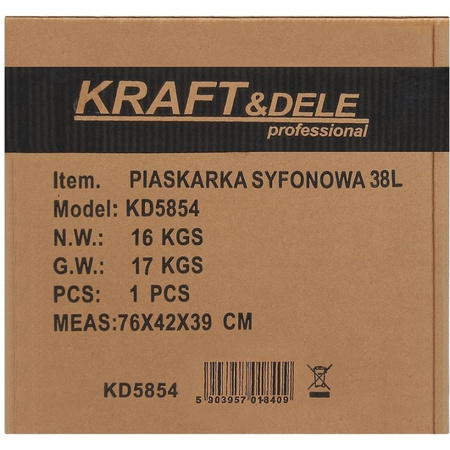 KRAFT&DELE
professional
Item. PIASKARKA SYFONOWA 38L
Model: KD5854
N.W.: 16 KGS
G.W.: 17 KGS
PCS: 1 PCS
MEAS:76X42X39 CM
KD5854
5 903957 018409